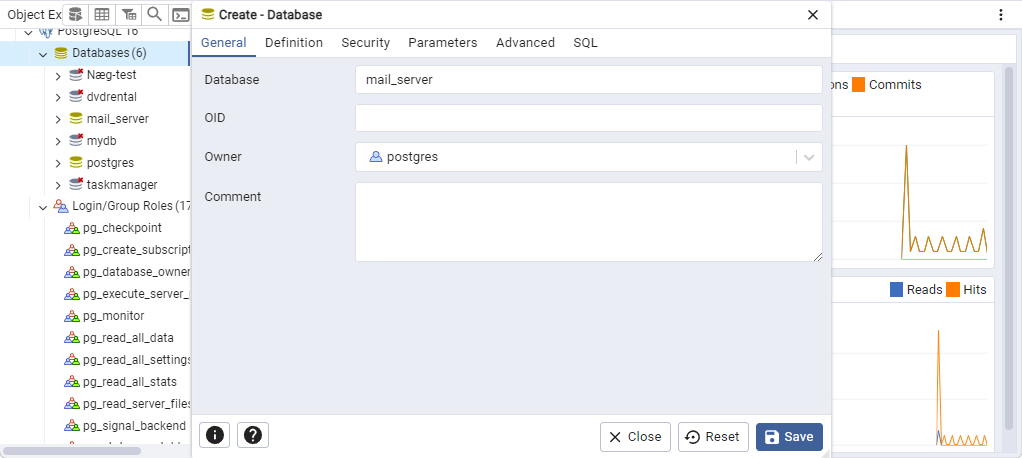 Object Ex
PostgreSQL 16
Databases (6)
Næg-test
dvdrental
mail_server
mydb
postgres
taskmanager
Login/Group Roles (17
pg_checkpoint
pg_create_subscript
pg_database_owner
pg_execute_server_
pg_monitor
pg_read_all_data
pg_read_all_settings
pg_read_all_stats
pg_read_server_files
pg_signal_backend
Create - Database
General Definition Security Parameters Advanced SQL
Database mail_server
OID
Owner postgres
Comment
Close Reset Save
ons Commits
Reads Hits